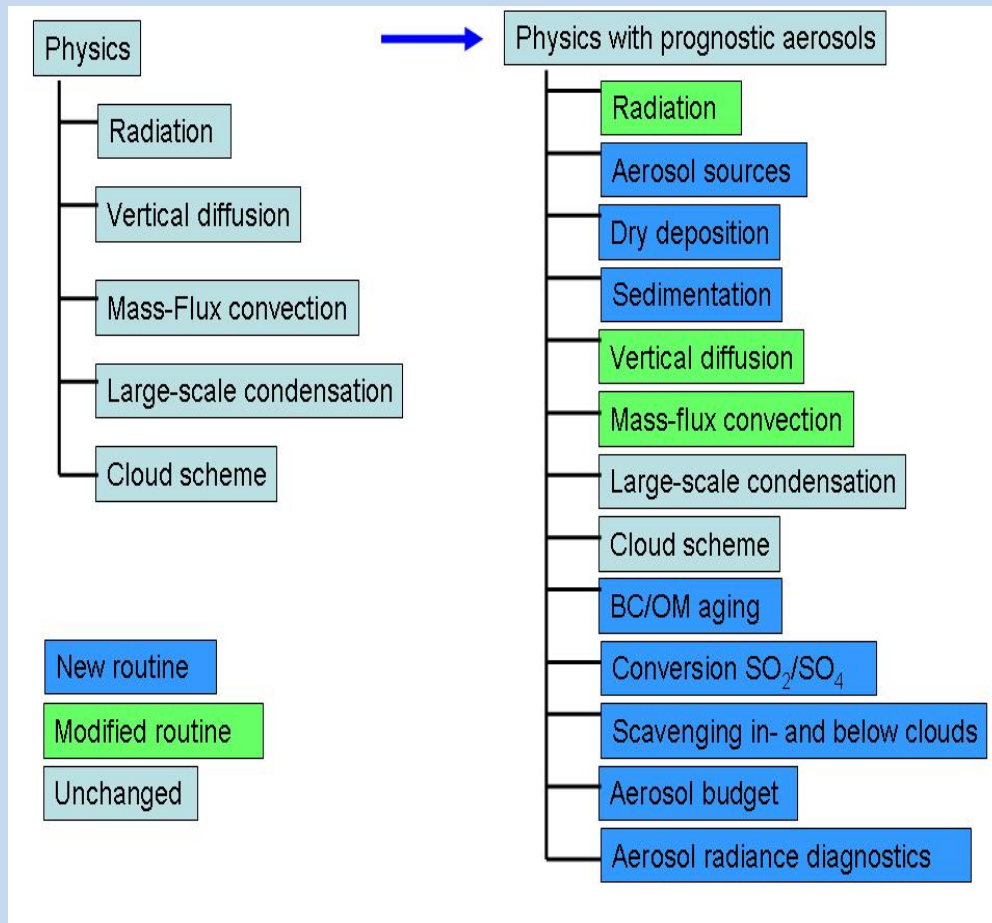 Physics
Radiation
Vertical diffusion
Mass-Flux convection
Large-scale condensation
Cloud scheme
New routine
Modified routine
Unchanged
Physics with prognostic aerosols
Radiation
Aerosol sources
Dry deposition
Sedimentation
Vertical diffusion
Mass-flux convection
Large-scale condensation
Cloud scheme
BC/OM aging
Conversion SO₂/SO₄
Scavenging in- and below clouds
Aerosol budget
Aerosol radiance diagnostics